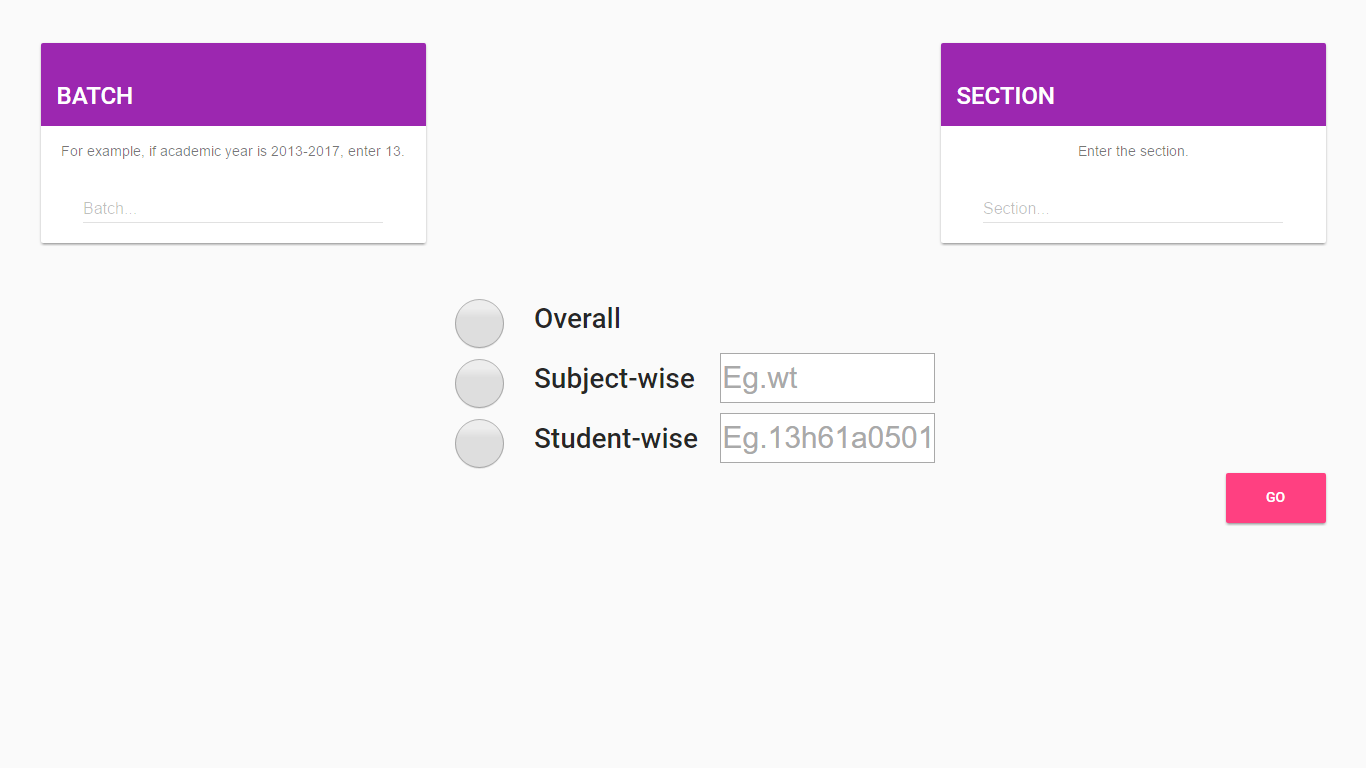 BATCH
For example, if academic year is 2013-2017, enter 13.
Batch...
SECTION
Enter the section.
Section...
Overall
Subject-wise
Eg.wt
Student-wise
Eg.13h61a0501
GO